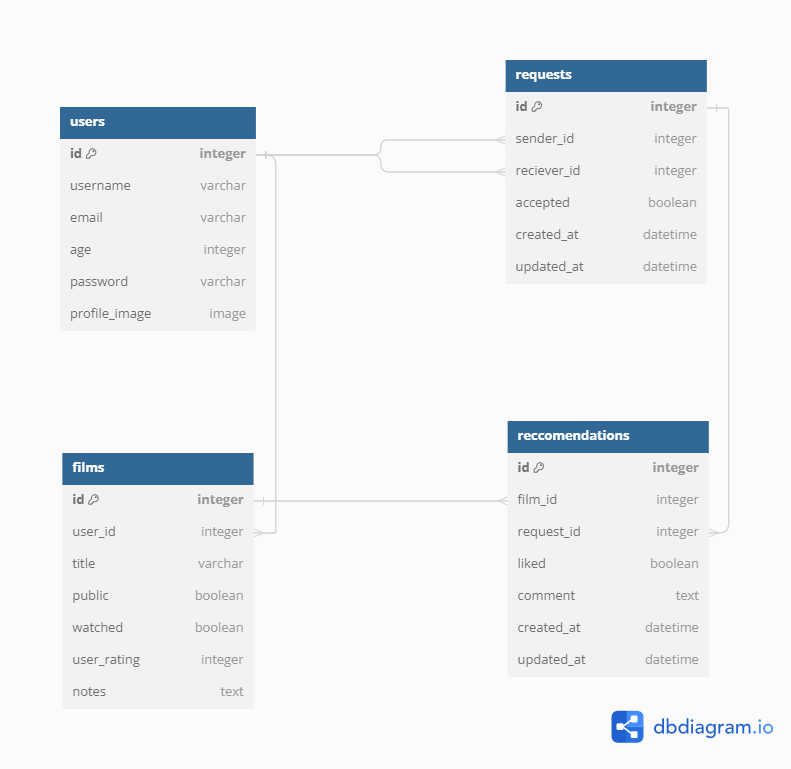 users
id integer
username varchar
email varchar
age integer
password varchar
profile_image image
requests
id integer
sender_id integer
reciever_id integer
accepted boolean
created_at datetime
updated_at datetime
films
id integer
user_id integer
title varchar
public boolean
watched boolean
user_rating integer
notes text
reccomendations
id integer
film_id integer
request_id integer
liked boolean
comment text
created_at datetime
updated_at datetime
dbdiagram.io